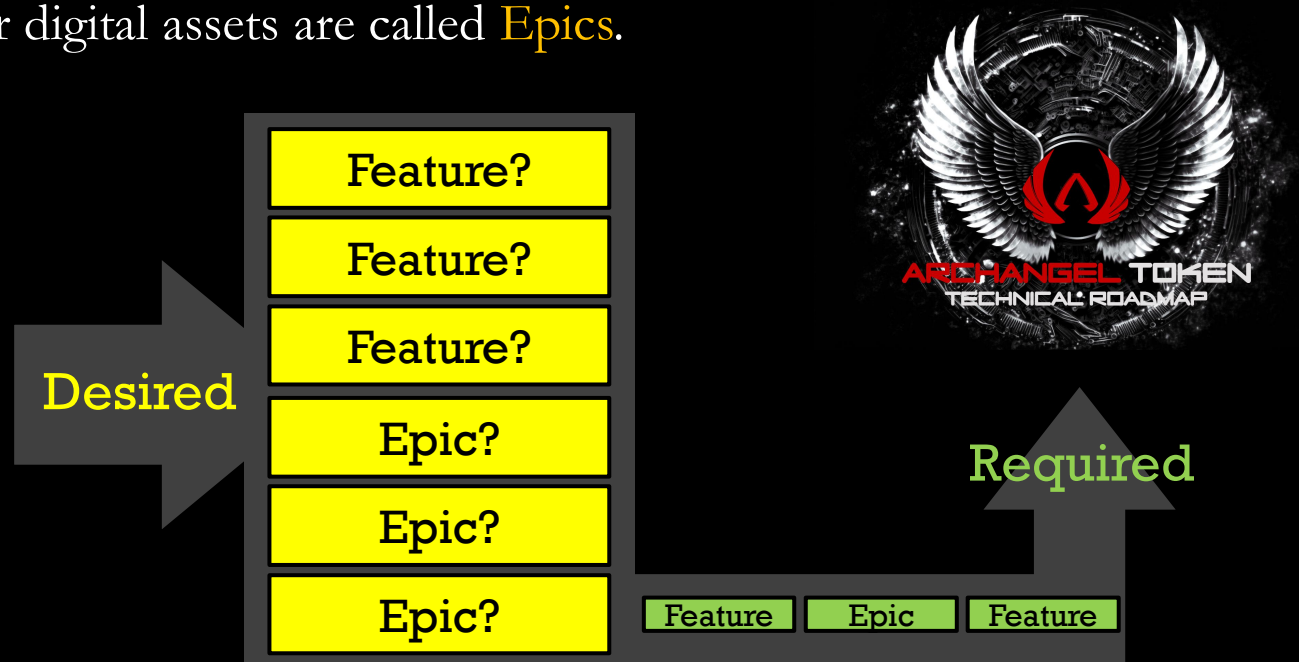 r digital assets are called Epics.
Feature?
Feature?
Feature?
Epic?
Epic?
Epic?
Desired
Feature
Epic
Feature
Required
ARCHANGEL TOKEN
TECHNICAL ROADMAP